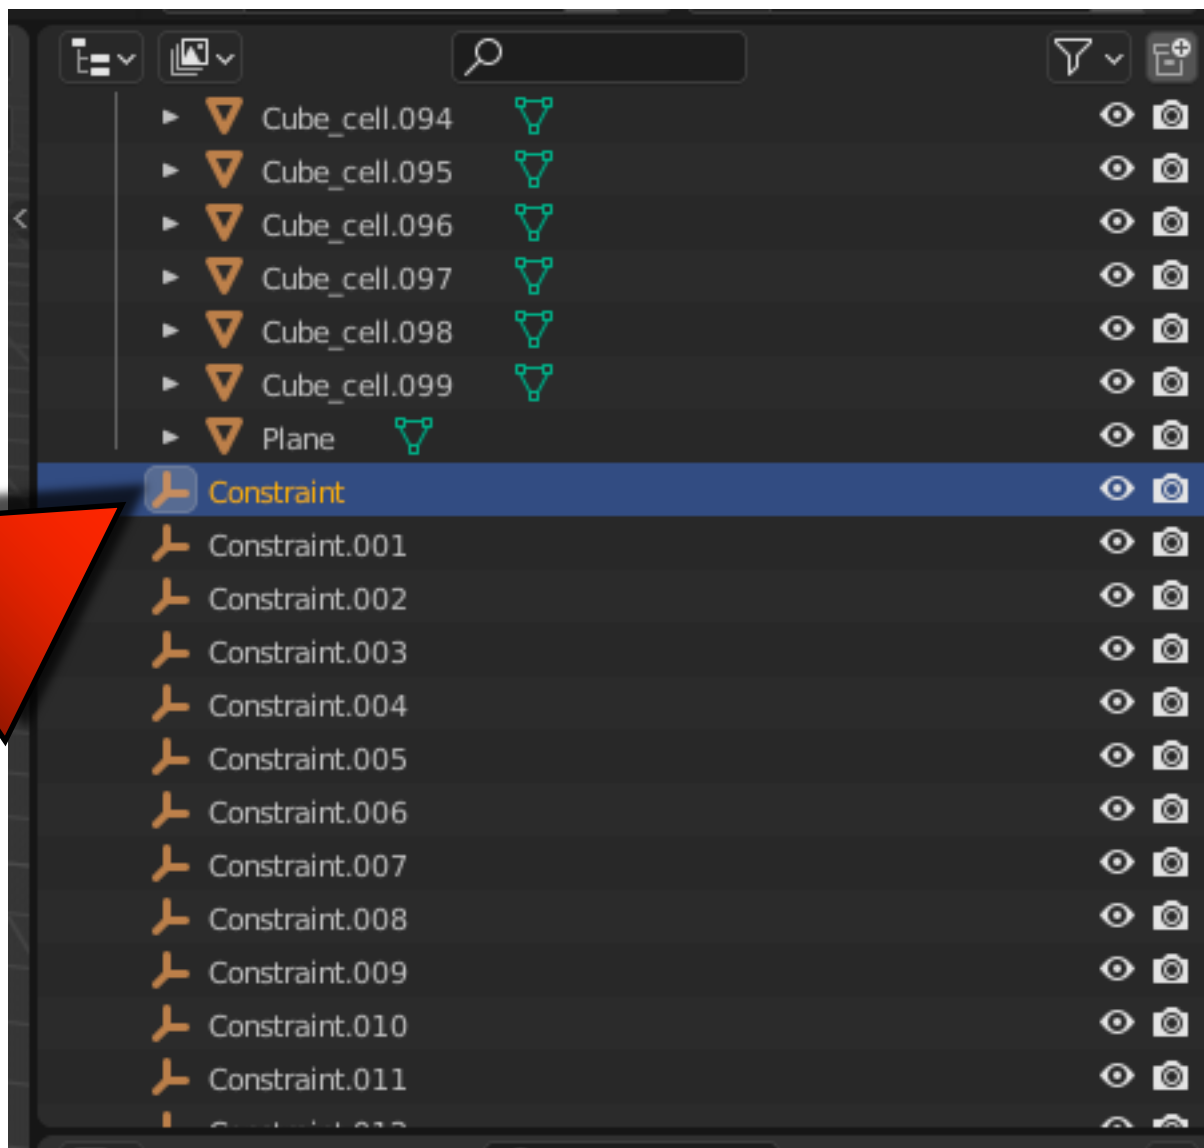 Cube_cell.094
Cube_cell.095
Cube_cell.096
Cube_cell.097
Cube_cell.098
Cube_cell.099
Plane
Constraint
Constraint.001
Constraint.002
Constraint.003
Constraint.004
Constraint.005
Constraint.006
Constraint.007
Constraint.008
Constraint.009
Constraint.010
Constraint.011